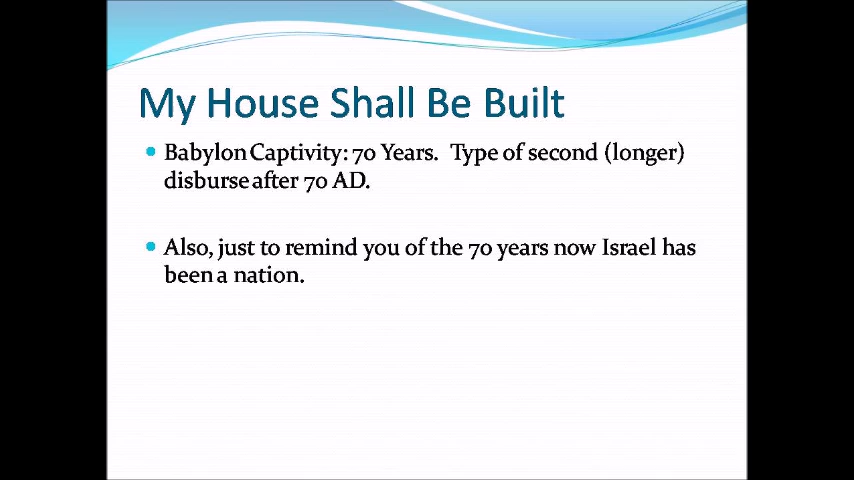 My House Shall Be Built
Babylon Captivity: 70 Years. Type of second (longer)
disburse after 70 AD.
Also, just to remind you of the 70 years now Israel has
been a nation.